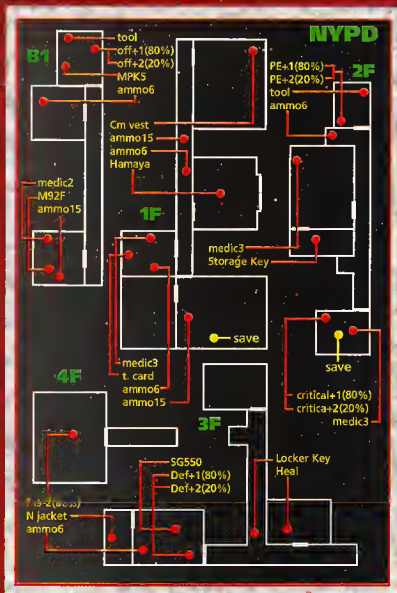 NYPD
B1
tool
off+1(80%)
off+2(20%)
MPK5
ammo6
PE+1(80%)
PE+2(20%)
tool
ammo6
2F
Cm vest
ammo15
ammo6
Hamaya
medic2
M92F
ammo15
1F
medic3
Storage Key
save
medic3
t. card
ammo6
ammo15
save
critical+1(80%)
critica+2(20%)
medic3
4F
3F
SG550
Def+1(80%)
Def+2(20%)
Locker Key
Heal
N jacket
ammo6